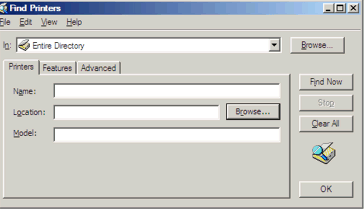 Find Printers
File Edit View Help
In: Entire Directory Browse...
Printers Features Advanced
Name:
Location: Browse...
Model:
Find Now
Stop
Clear All
OK